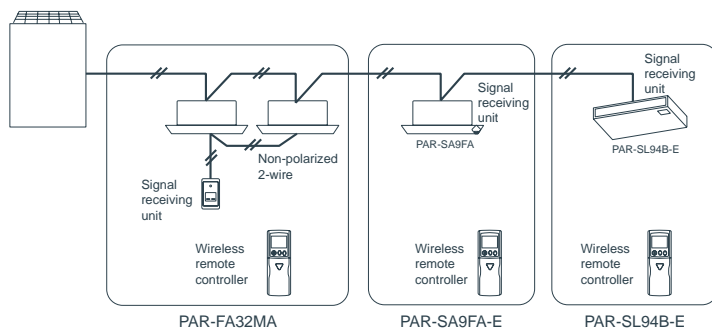 Signal
receiving
unit
Non-polarized
2-wire
Wireless
remote
controller
PAR-FA32MA
Signal
receiving
unit
PAR-SA9FA
Wireless
remote
controller
PAR-SA9FA-E
Signal
receiving
unit
PAR-SL94B-E
Wireless
remote
controller
PAR-SL94B-E